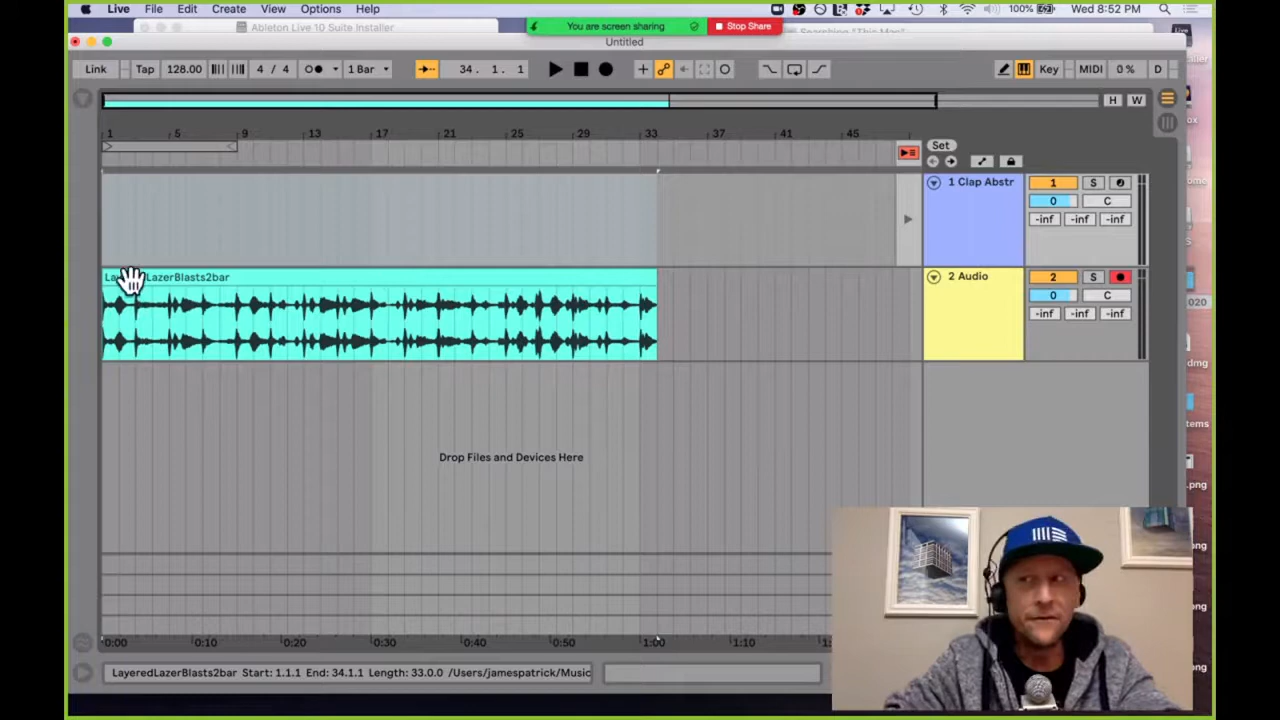 Live File Edit Create View Options Help 100% Wed 8:52 PM
Ableton Live 10 Suite Installer
You are screen sharing Stop Share
Untitled
Link Tap 128.00 4 / 4 1 Bar 34. 1. 1 Key MIDI 0 % D
H W
1 5 9 13 17 21 25 29 33 37 41 45
Set
1 Clap Abstr 1 S
0 C
-inf -inf -inf
LazerBlasts2bar
2 Audio 2 S
0 C
-inf -inf -inf
Drop Files and Devices Here
0:00 0:10 0:20 0:30 0:40 0:50 1:00 1:10
LayeredLazerBlasts2bar Start: 1.1.1 End: 34.1.1 Length: 33.0.0 /Users/jamespatrick/Music